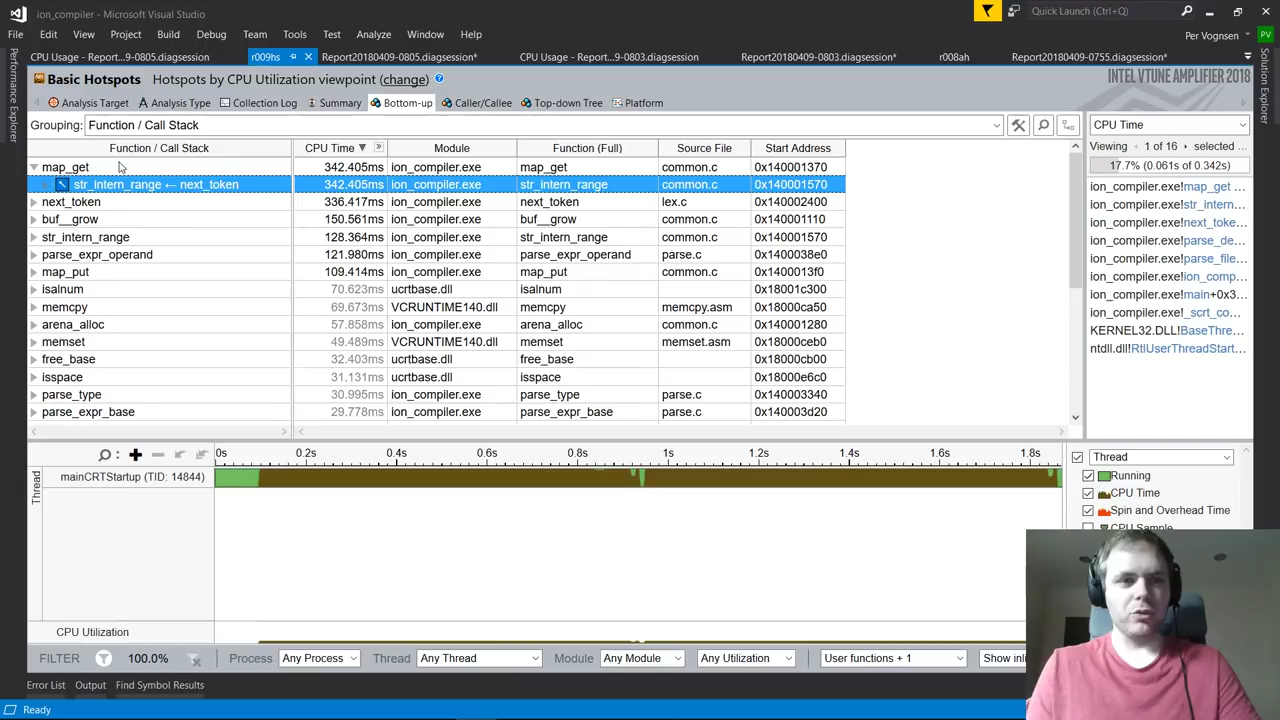 ion_compiler - Microsoft Visual Studio
Quick Launch (Ctrl+Q)
File Edit View Project Build Debug Team Tools Test Analyze Window Help
Per Vognsen PV
CPU Usage - Report...9-0805.diagsession r009hs Report20180409-0805.diagsession* CPU Usage - Report...9-0803.diagsession Report20180409-0803.diagsession* r008ah Report20180409-0755.diagsession*
Performance Explorer
Solution Explorer
Basic Hotspots Hotspots by CPU Utilization viewpoint (change) ?
INTEL VTUNE AMPLIFIER 2018
Analysis Target Analysis Type Collection Log Summary Bottom-up Caller/Callee Top-down Tree Platform
Grouping: Function / Call Stack
CPU Time
Function / Call Stack CPU Time Module Function (Full) Source File Start Address
Viewing 1 of 16 selected ...
map_get 342.405ms ion_compiler.exe map_get common.c 0x140001370
17.7% (0.061s of 0.342s)
str_intern_range ← next_token 342.405ms ion_compiler.exe str_intern_range common.c 0x140001570
ion_compiler.exe!map_get ...
next_token 336.417ms ion_compiler.exe next_token lex.c 0x140002400
ion_compiler.exe!str_intern...
buf__grow 150.561ms ion_compiler.exe buf__grow common.c 0x140001110
ion_compiler.exe!next_toke...
str_intern_range 128.364ms ion_compiler.exe str_intern_range common.c 0x140001570
ion_compiler.exe!parse_de...
parse_expr_operand 121.980ms ion_compiler.exe parse_expr_operand parse.c 0x1400038e0
ion_compiler.exe!parse_file...
map_put 109.414ms ion_compiler.exe map_put common.c 0x1400013f0
ion_compiler.exe!ion_comp...
isalnum 70.623ms ucrtbase.dll isalnum 0x18001c300
ion_compiler.exe!main+0x3...
memcpy 69.673ms VCRUNTIME140.dll memcpy memcpy.asm 0x18000ca50
ion_compiler.exe!_scrt_co...
arena_alloc 57.858ms ion_compiler.exe arena_alloc common.c 0x140001280
KERNEL32.DLL!BaseThre...
memset 49.489ms VCRUNTIME140.dll memset memset.asm 0x18000ceb0
ntdll.dll!RtlUserThreadStart...
free_base 32.403ms ucrtbase.dll free_base 0x18000cb00
isspace 31.131ms ucrtbase.dll isspace 0x18000e6c0
parse_type 30.995ms ion_compiler.exe parse_type parse.c 0x140003340
parse_expr_base 29.778ms ion_compiler.exe parse_expr_base parse.c 0x140003d20
0s 0.2s 0.4s 0.6s 0.8s 1s 1.2s 1.4s 1.6s 1.8s
Thread
Thread
mainCRTStartup (TID: 14844)
Running
CPU Time
Spin and Overhead Time
CPU Sample
CPU Utilization
FILTER 100.0% Process Any Process Thread Any Thread Module Any Module Any Utilization User functions + 1 Show inli
Error List Output Find Symbol Results
Ready